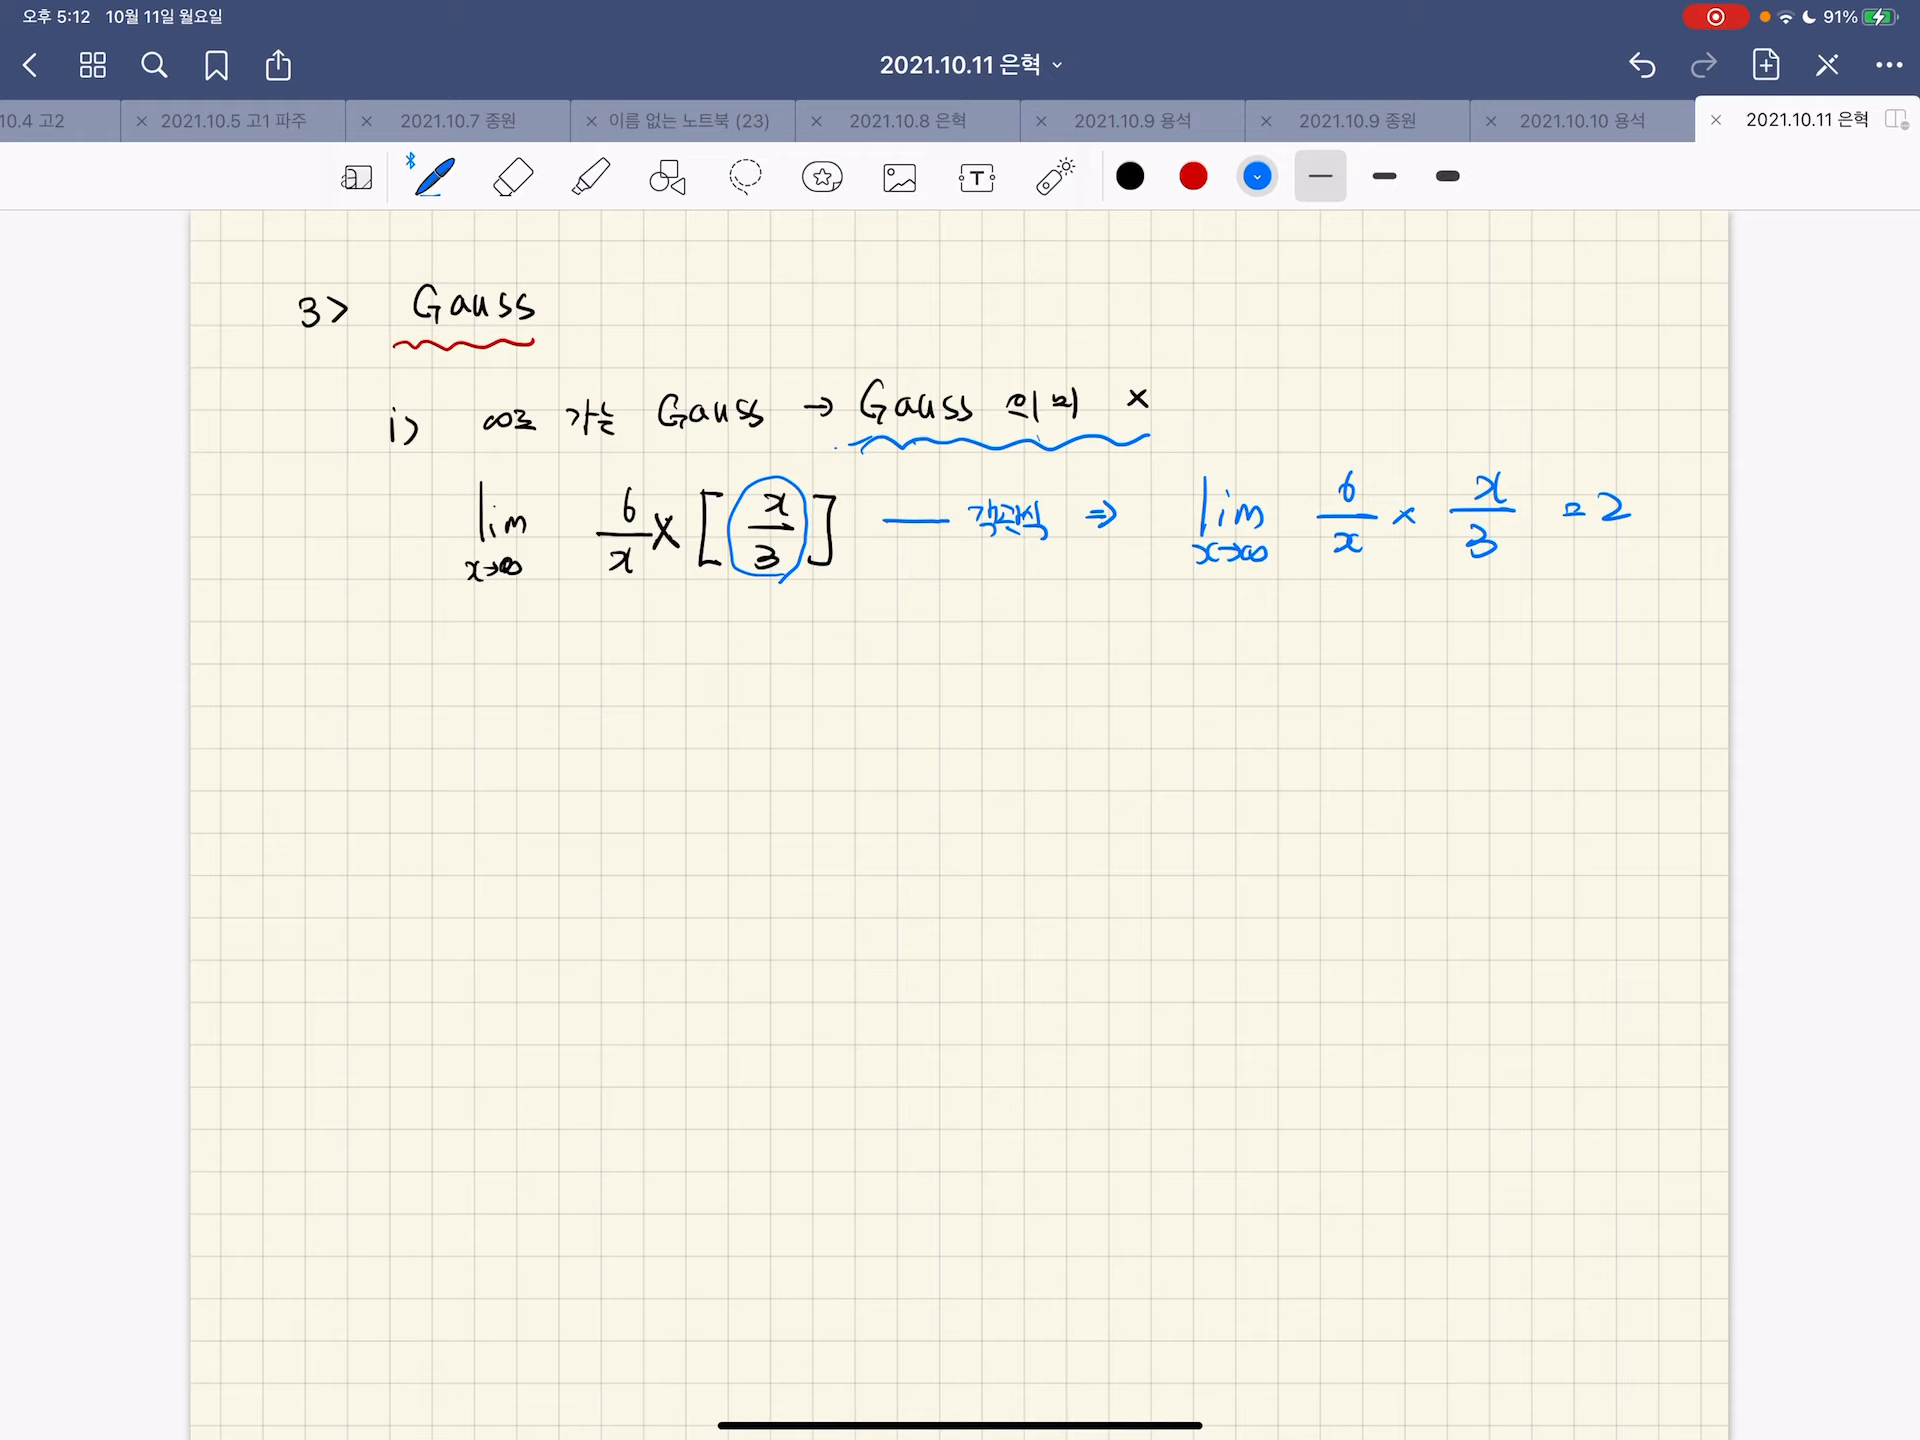 오후 5:12 10월 11일 월요일 91%
2021.10.11 은혁
10.4 고2 2021.10.5 고1 파주 2021.10.7 종원 이름 없는 노트북 (23) 2021.10.8 은혁 2021.10.9 용석 2021.10.9 종원 2021.10.10 용석 2021.10.11 은혁
3> Gauss
i) ∞로 가는 Gauss → Gauss 의미 ×
lim x→∞ 6/x × [x/3] — 객관식 ⇒ lim x→∞ 6/x × x/3 = 2